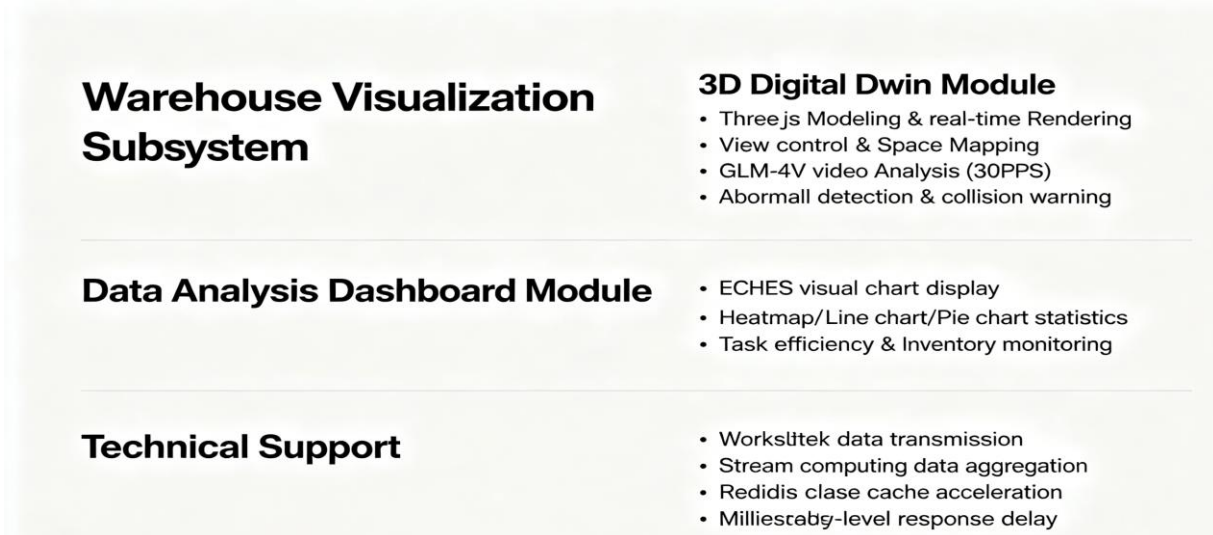 Warehouse Visualization
Subsystem
3D Digital Dwin Module
• Three js Modeling & real-time Rendering
• View control & Space Mapping
• GLM-4V video Analysis (30PPS)
• Abormall detection & collision warning
Data Analysis Dashboard Module
• ECHES visual chart display
• Heatmap/Line chart/Pie chart statistics
• Task efficiency & Inventory monitoring
Technical Support
• data transmission
• Stream computing data aggregation
• Redidis clase cache acceleration
• response delay